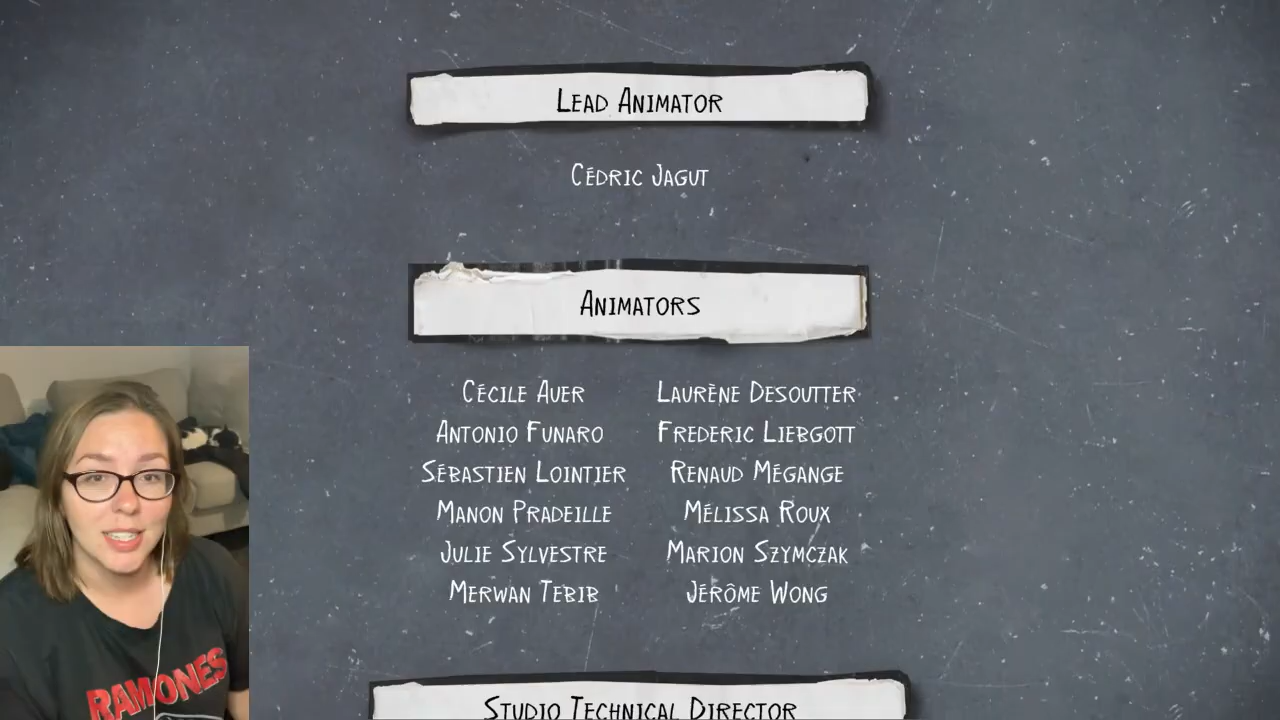 Lead Animator
Cédric Jagut
Animators
Cécile Auer Laurène Desoutter
Antonio Funaro Frederic Liebgott
Sébastien Lointier Renaud Mégange
Manon Pradeille Mélissa Roux
Julie Sylvestre Marion Szymczak
Merwan Tebib Jérôme Wong
Studio Technical Director
RAMONES